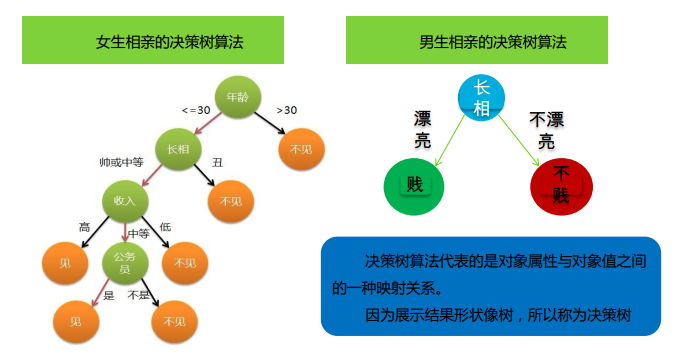 女生相亲的决策树算法
男生相亲的决策树算法
年龄
<=30
>30
长相
不见
帅或中等
丑
收入
不见
高
中等
低
见
公务
员
不见
是
不是
见
不见
长
相
漂
亮
不漂
亮
贱
不
贱
决策树算法代表的是对象属性与对象值之间
的一种映射关系。
因为展示结果形状像树，所以称为决策树